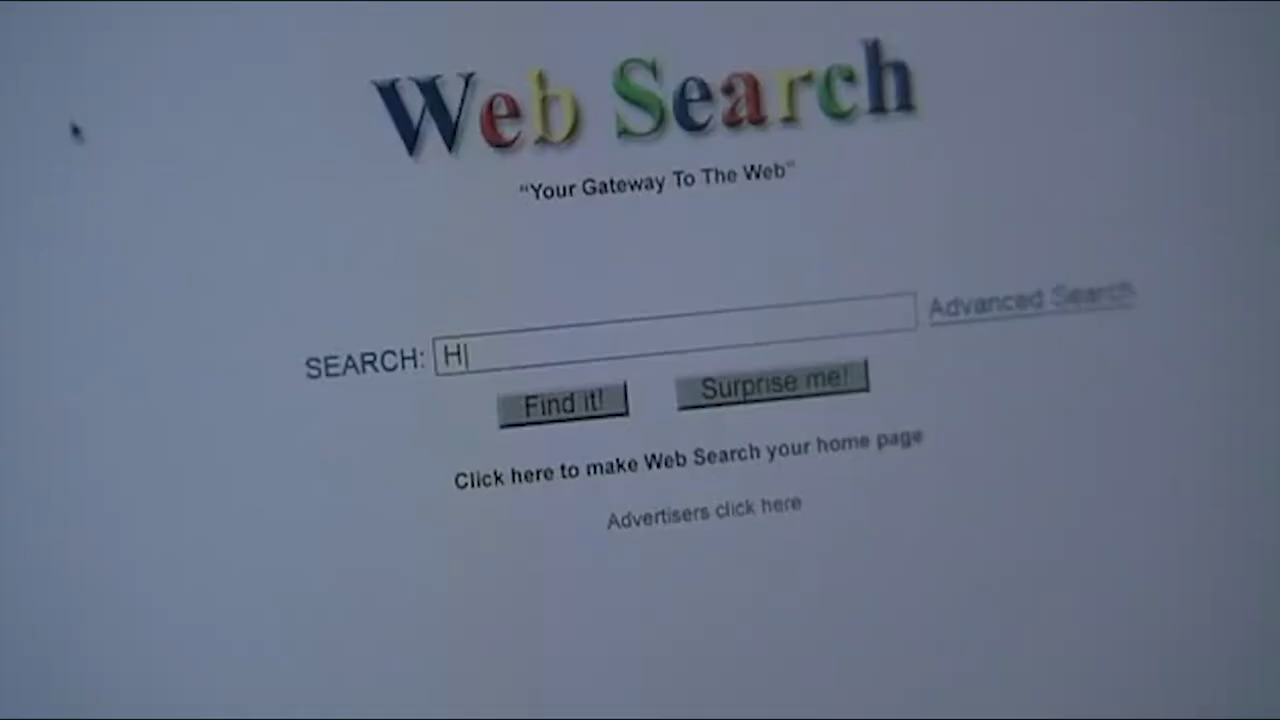 Web Search
“Your Gateway To The Web”
SEARCH: H
Advanced Search
Find it! Surprise me!
Click here to make Web Search your home page
Advertisers click here